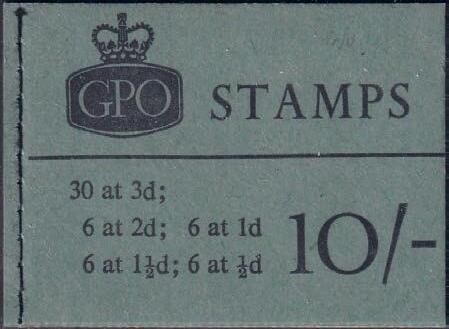 GPO STAMPS
30 at 3d;
6 at 2d; 6 at 1d
6 at 1½d; 6 at ½d
10/-